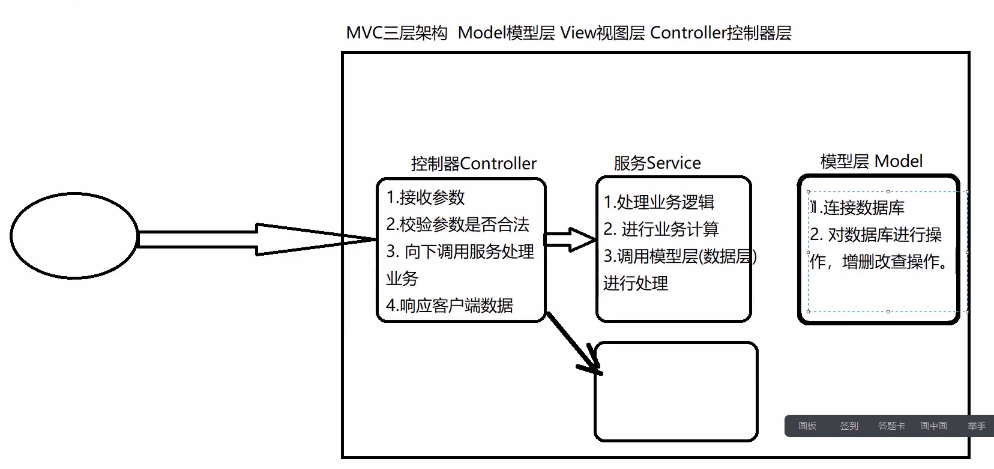 MVC三层架构 Model模型层 View视图层 Controller控制器层
控制器Controller
1.接收参数
2.校验参数是否合法
3. 向下调用服务处理
业务
4.响应客户端数据
服务Service
1.处理业务逻辑
2. 进行业务计算
3.调用模型层(数据层)
进行处理
模型层 Model
1.连接数据库
2. 对数据库进行操
作，增删改查操作。
画板 签到 答题卡 画中画 举手